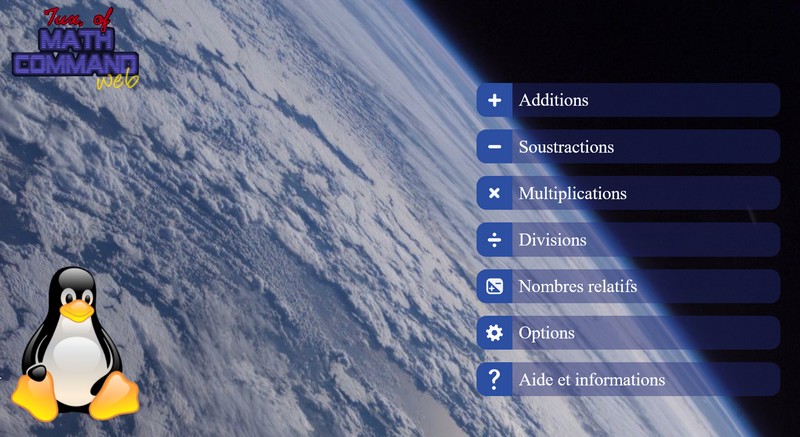 Tux, of
MATH
COMMAND
web
Additions
Soustractions
Multiplications
Divisions
Nombres relatifs
Options
Aide et informations